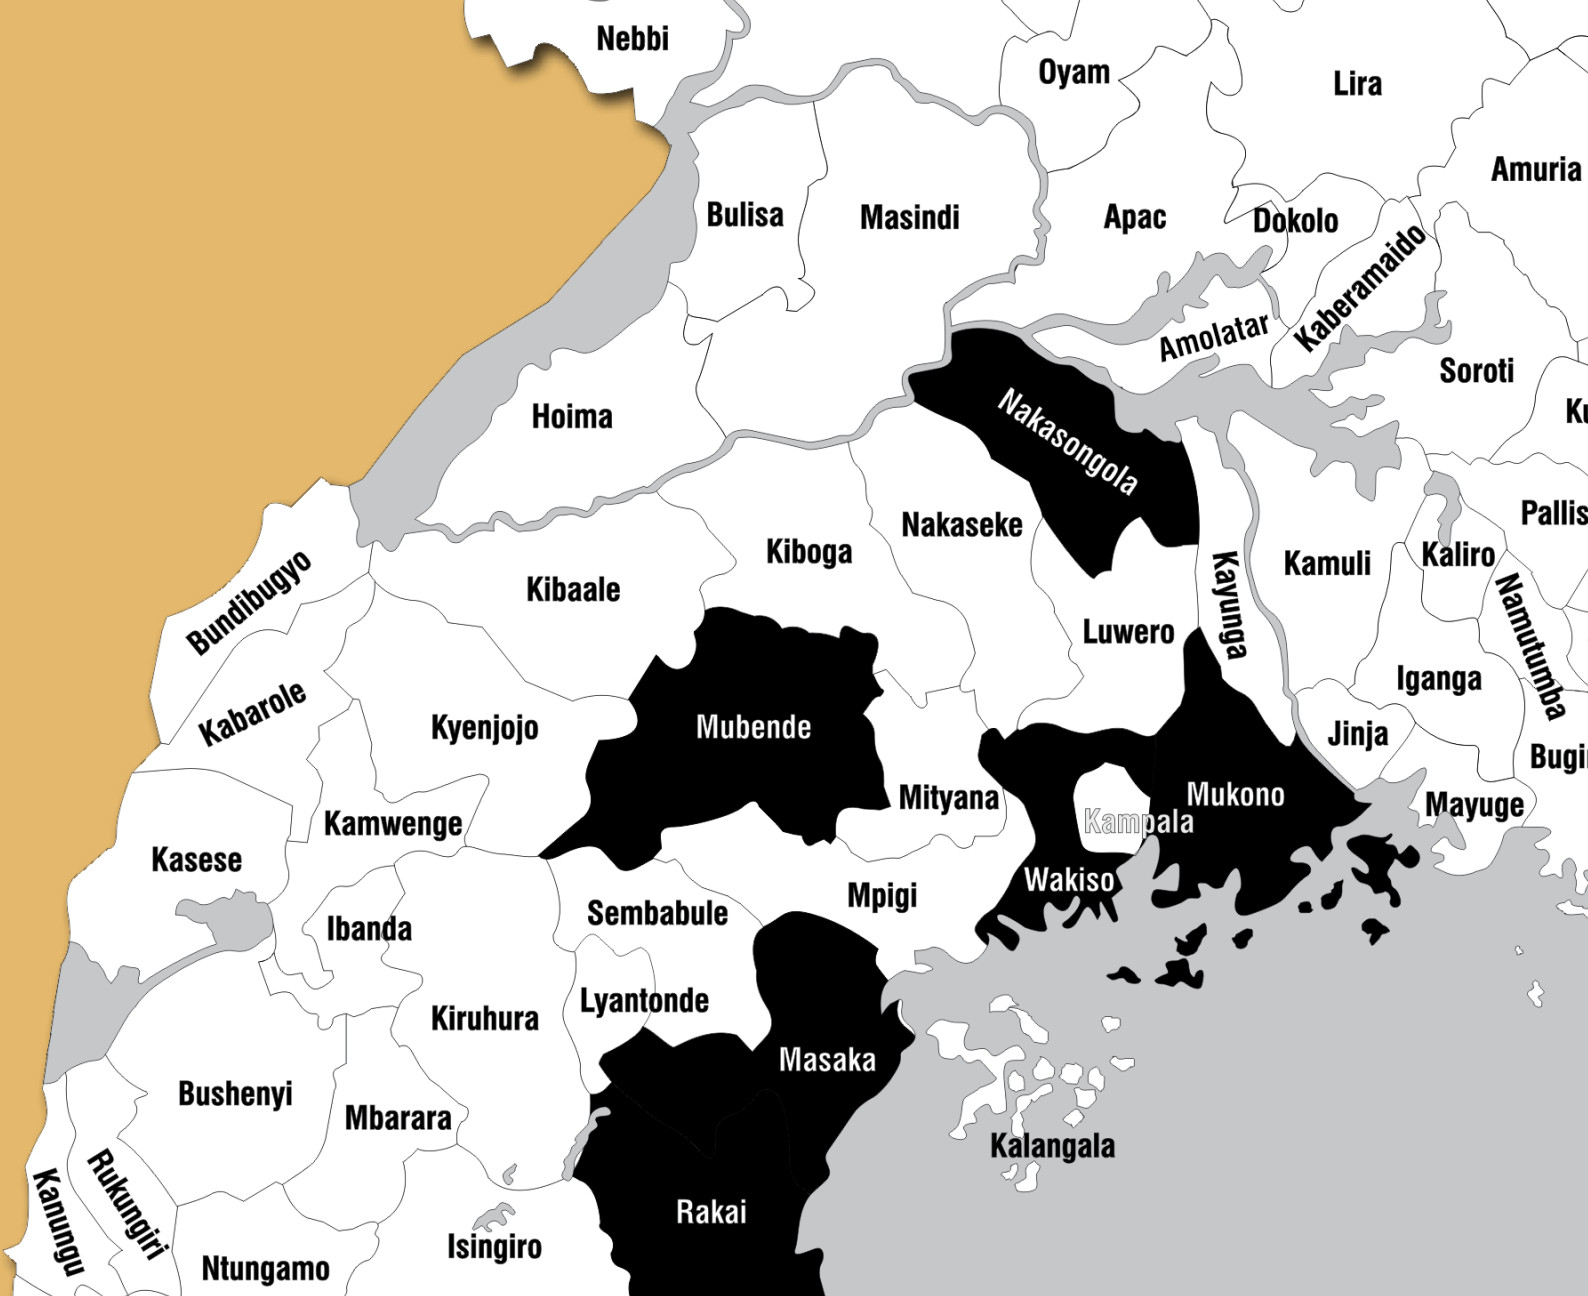 Nebbi
Oyam
Lira
Amuria
Bulisa
Masindi
Apac
Dokolo
Kaberamaido
Amolatar
Soroti
Hoima
Nakasongola
Pallis
Nakaseke
Kiboga
Kaliro
Kamuli
Kibaale
Bundibugyo
Kayunga
Luwero
Namutumba
Iganga
Kabarole
Kyenjojo
Mubende
Jinja
Bugi
Mityana
Mukono
Mayuge
Kamwenge
Kampala
Kasese
Wakiso
Mpigi
Sembabule
Ibanda
Lyantonde
Kiruhura
Masaka
Bushenyi
Mbarara
Kalangala
Rukungiri
Kanungu
Rakai
Isingiro
Ntungamo